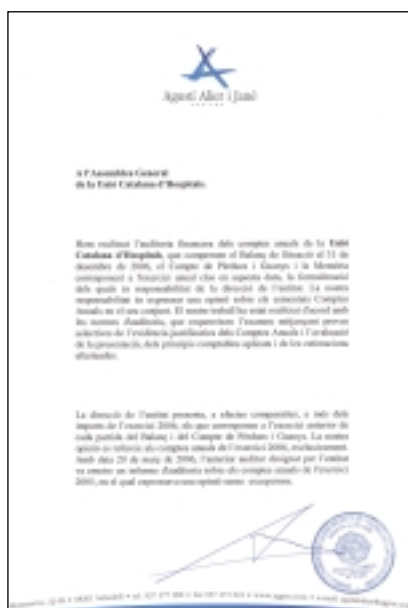 Agustí Alier i Jané
A l'Assemblea General
de la Unió Catalana d'Hospitals.
Hem realitzat l'auditoria financera dels comptes anuals de la Unió
Catalana d'Hospitals, que comprenen el Balanç de Situació al 31 de
desembre de 2006, el Compte de Pèrdues i Guanys i la Memòria
corresponent a l'exercici anual clos en aquesta data, la formulació
dels quals és responsabilitat de la direcció de l'entitat. La nostra
responsabilitat és expressar una opinió sobre els esmentats Comptes
Anuals en el seu conjunt. El nostre treball ha estat realitzat d'acord amb
les normes d'auditoria, que requereixen l'examen mitjançant proves
selectives de l'evidència justificativa dels Comptes Anuals i l'avaluació
de la presentació, dels principis comptables aplicats i de les estimacions
efectuades.
La direcció de l'entitat presenta, a efectes comparatius, a més dels
imports de l'exercici 2006, els que corresponen a l'exercici anterior de
cada partida del Balanç i del Compte de Pèrdues i Guanys. La nostra
opinió es refereix als comptes anuals de l'exercici 2006, exclusivament.
Amb data 29 de març de 2006, l'anterior auditor designat per l'entitat
va emetre un informe d'auditoria sobre els comptes anuals de l'exercici
2005, en el qual expressava una opinió sense excepcions.